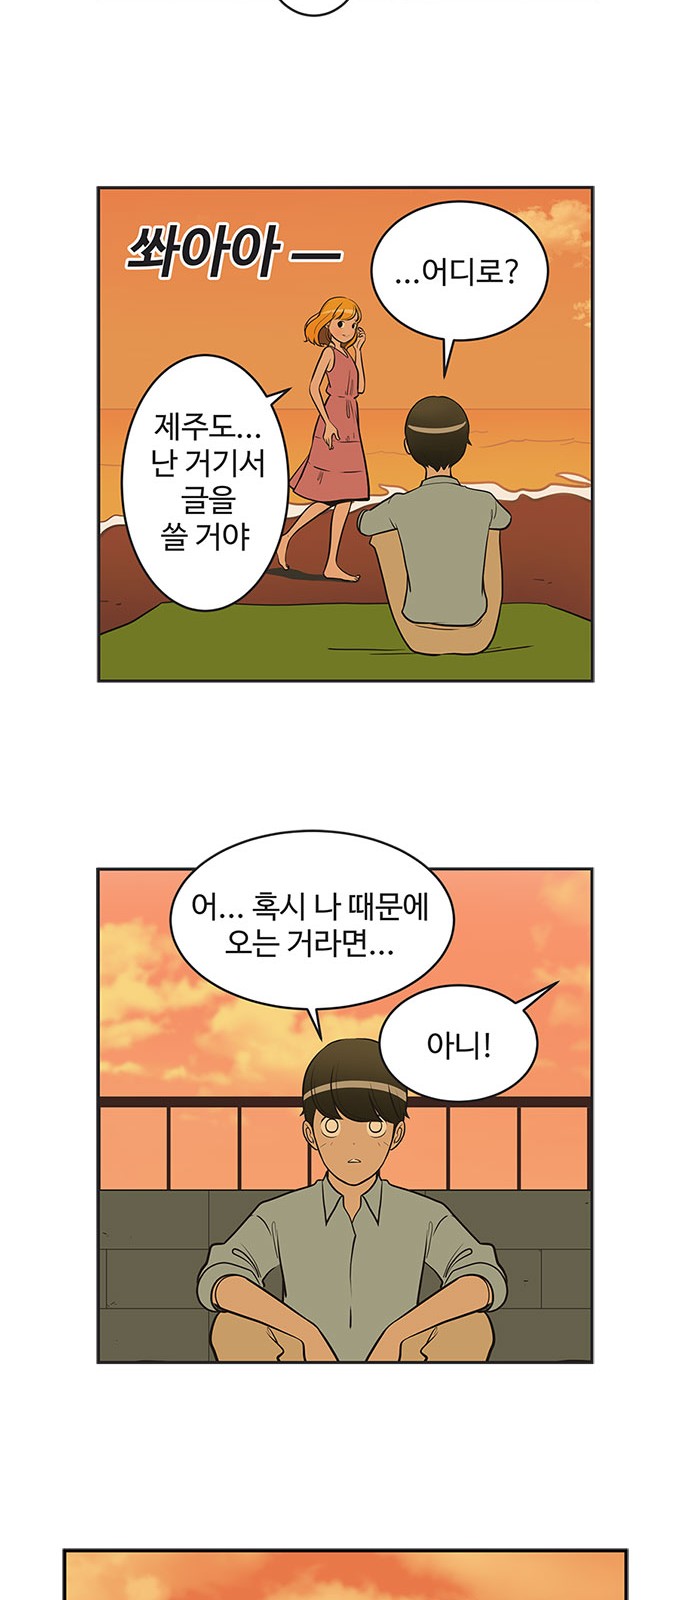 쏴아아 —
...어디로?
제주도...
난 거기서
글을
쓸 거야
어... 혹시 나 때문에
오는 거라면...
아니!